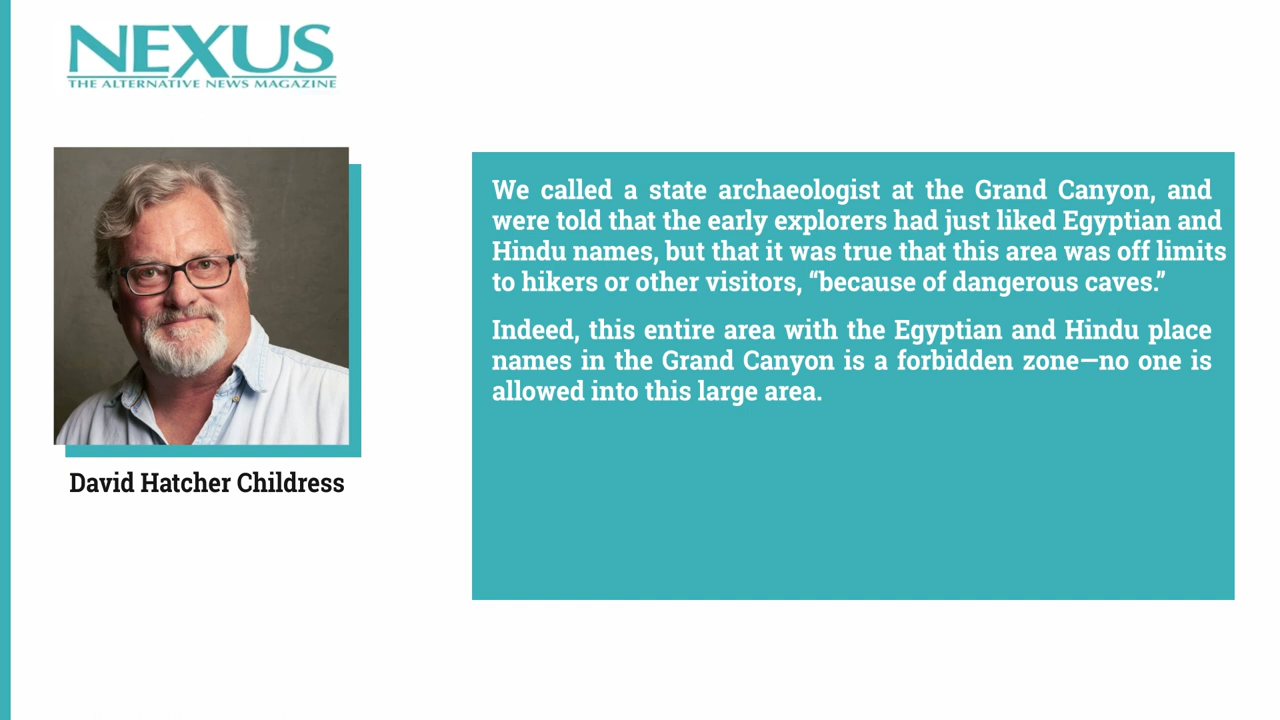 NEXUS
THE ALTERNATIVE NEWS MAGAZINE
David Hatcher Childress
We called a state archaeologist at the Grand Canyon, and
were told that the early explorers had just liked Egyptian and
Hindu names, but that it was true that this area was off limits
to hikers or other visitors, “because of dangerous caves.”
Indeed, this entire area with the Egyptian and Hindu place
names in the Grand Canyon is a forbidden zone—no one is
allowed into this large area.